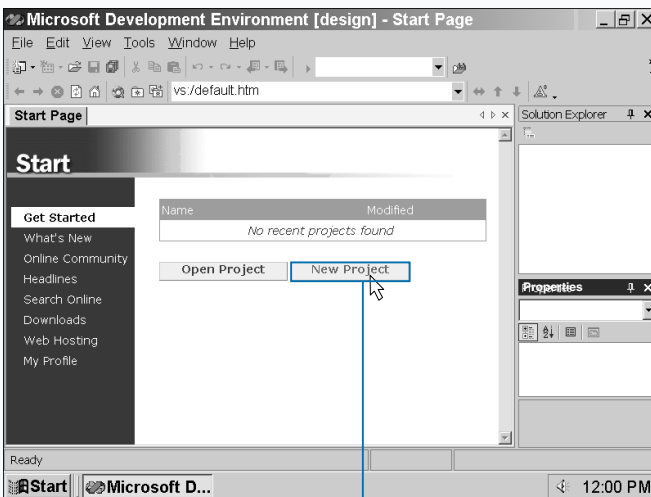 Microsoft Development Environment [design] - Start Page
File Edit View Tools Window Help
vs:/default.htm
Start Page
Solution Explorer
Start
Get Started
What's New
Online Community
Headlines
Search Online
Downloads
Web Hosting
My Profile
Name Modified
No recent projects found
Open Project New Project
Properties
Ready
Start Microsoft D... 12:00 PM